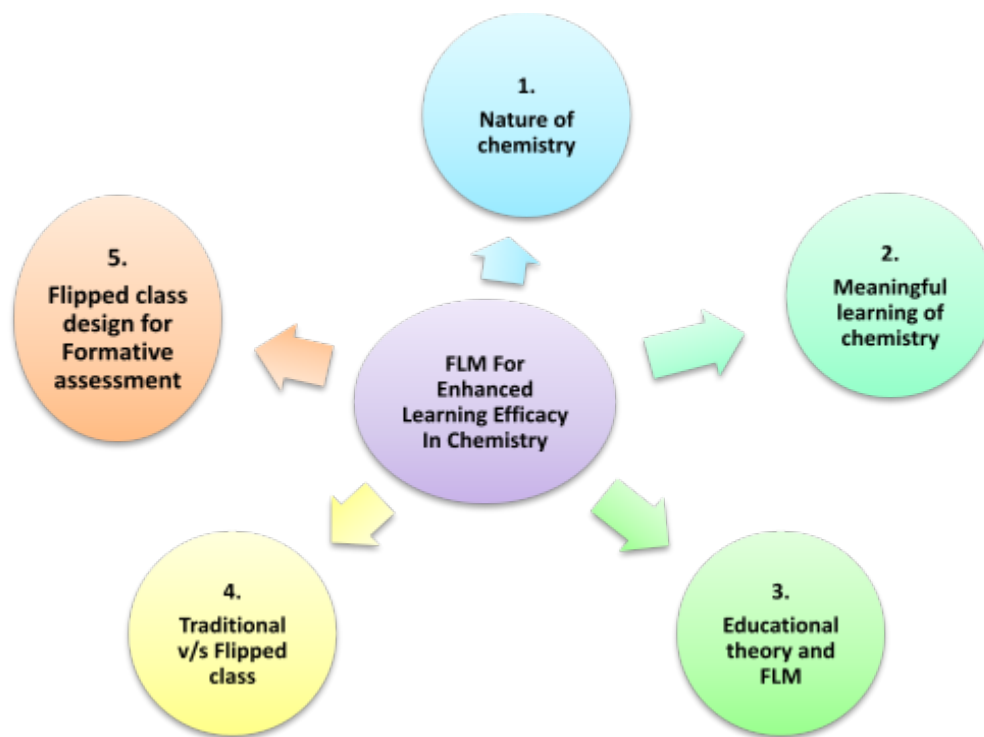 1.
Nature of
chemistry
2.
Meaningful
learning of
chemistry
3.
Educational
theory and
FLM
4.
Traditional
v/s Flipped
class
5.
Flipped class
design for
Formative
assessment
FLM For
Enhanced
Learning Efficacy
In Chemistry